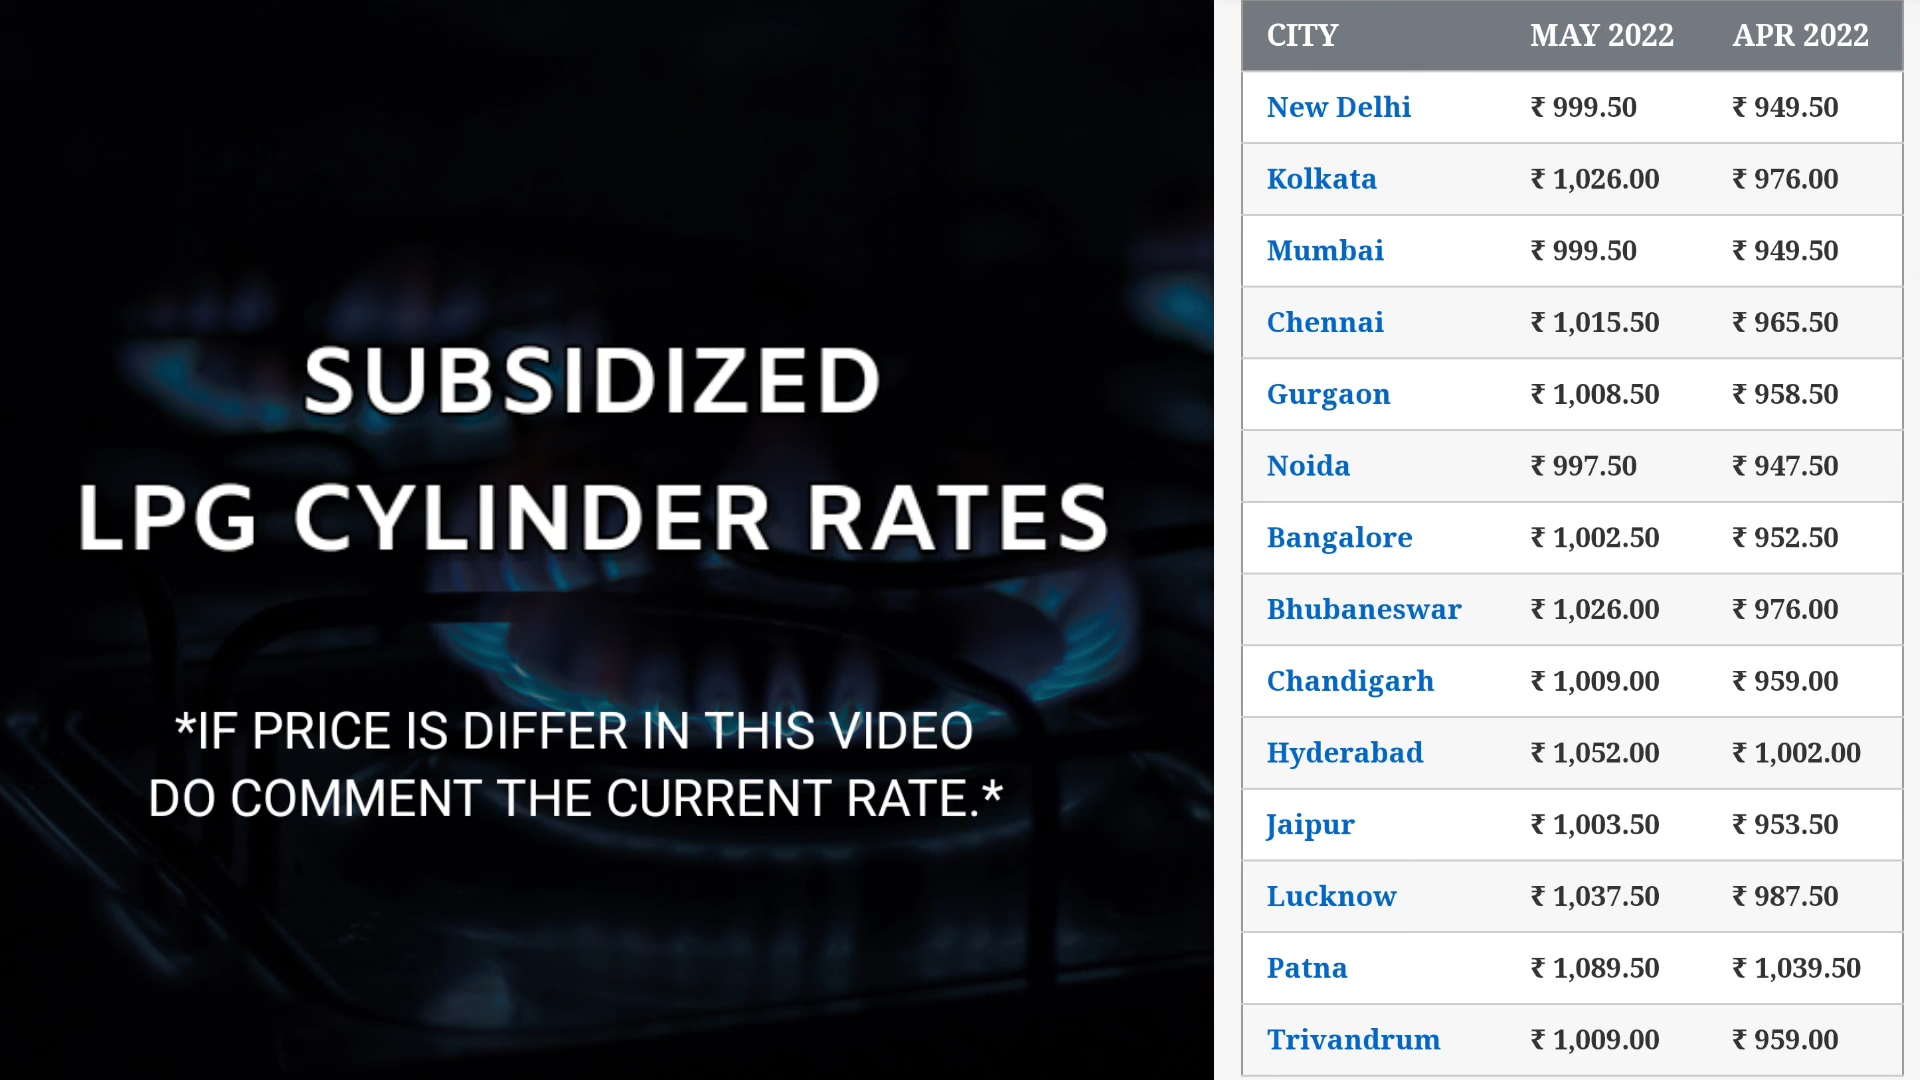 SUBSIDIZED
LPG CYLINDER RATES
*IF PRICE IS DIFFER IN THIS VIDEO
DO COMMENT THE CURRENT RATE.*
CITY MAY 2022 APR 2022
New Delhi ₹ 999.50 ₹ 949.50
Kolkata ₹ 1,026.00 ₹ 976.00
Mumbai ₹ 999.50 ₹ 949.50
Chennai ₹ 1,015.50 ₹ 965.50
Gurgaon ₹ 1,008.50 ₹ 958.50
Noida ₹ 997.50 ₹ 947.50
Bangalore ₹ 1,002.50 ₹ 952.50
Bhubaneswar ₹ 1,026.00 ₹ 976.00
Chandigarh ₹ 1,009.00 ₹ 959.00
Hyderabad ₹ 1,052.00 ₹ 1,002.00
Jaipur ₹ 1,003.50 ₹ 953.50
Lucknow ₹ 1,037.50 ₹ 987.50
Patna ₹ 1,089.50 ₹ 1,039.50
Trivandrum ₹ 1,009.00 ₹ 959.00